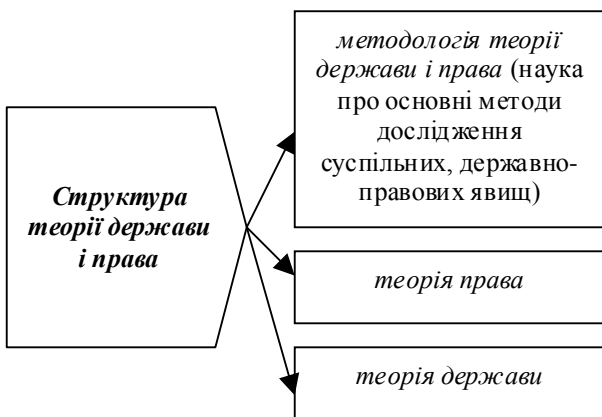 Структура
теорії держави
і права
методологія теорії
держави і права (наука
про основні методи
дослідження
суспільних, державно-
правових явищ)
теорія права
теорія держави